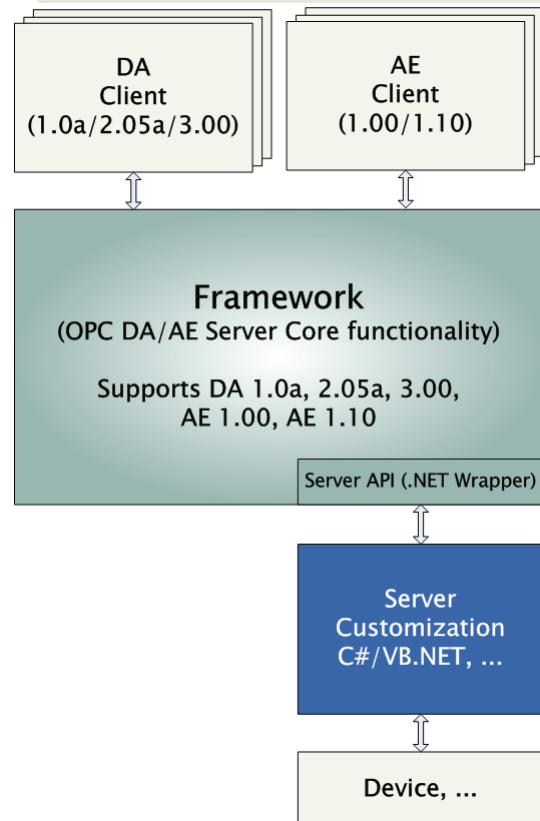 DA
Client
(1.0a/2.05a/3.00)
AE
Client
(1.00/1.10)
Framework
(OPC DA/AE Server Core functionality)
Supports DA 1.0a, 2.05a, 3.00,
AE 1.00, AE 1.10
Server API (.NET Wrapper)
Server
Customization
C#/VB.NET, ...
Device, ...